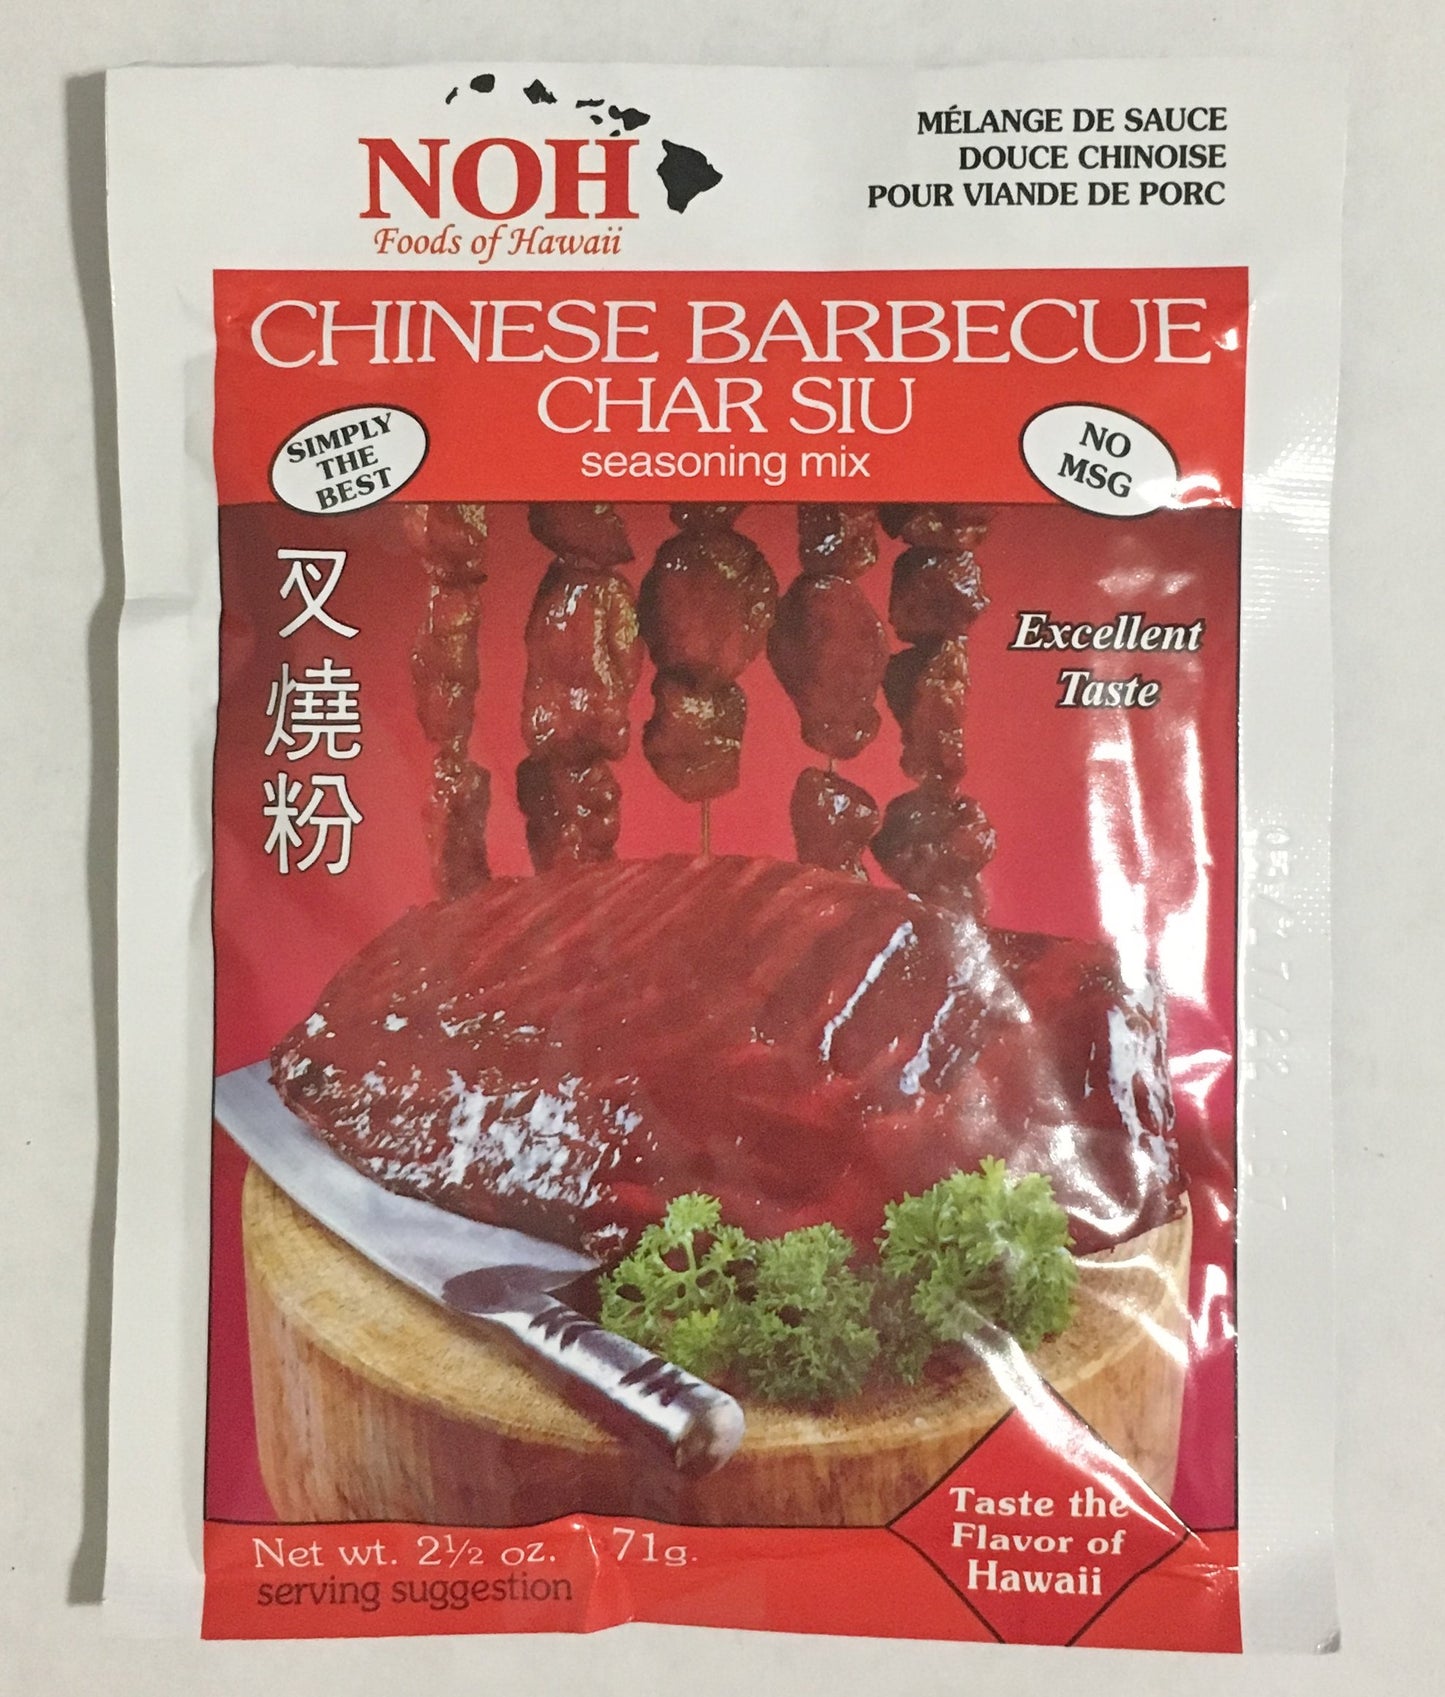 NOH
Foods of Hawaii
MÉLANGE DE SAUCE
DOUCE CHINOISE
POUR VIANDE DE PORC
CHINESE BARBECUE
CHAR SIU
seasoning mix
SIMPLY
THE
BEST
NO
MSG
叉燒粉
Excellent
Taste
Taste the
Flavor of
Hawaii
Net wt. 2½ oz. 71g.
serving suggestion